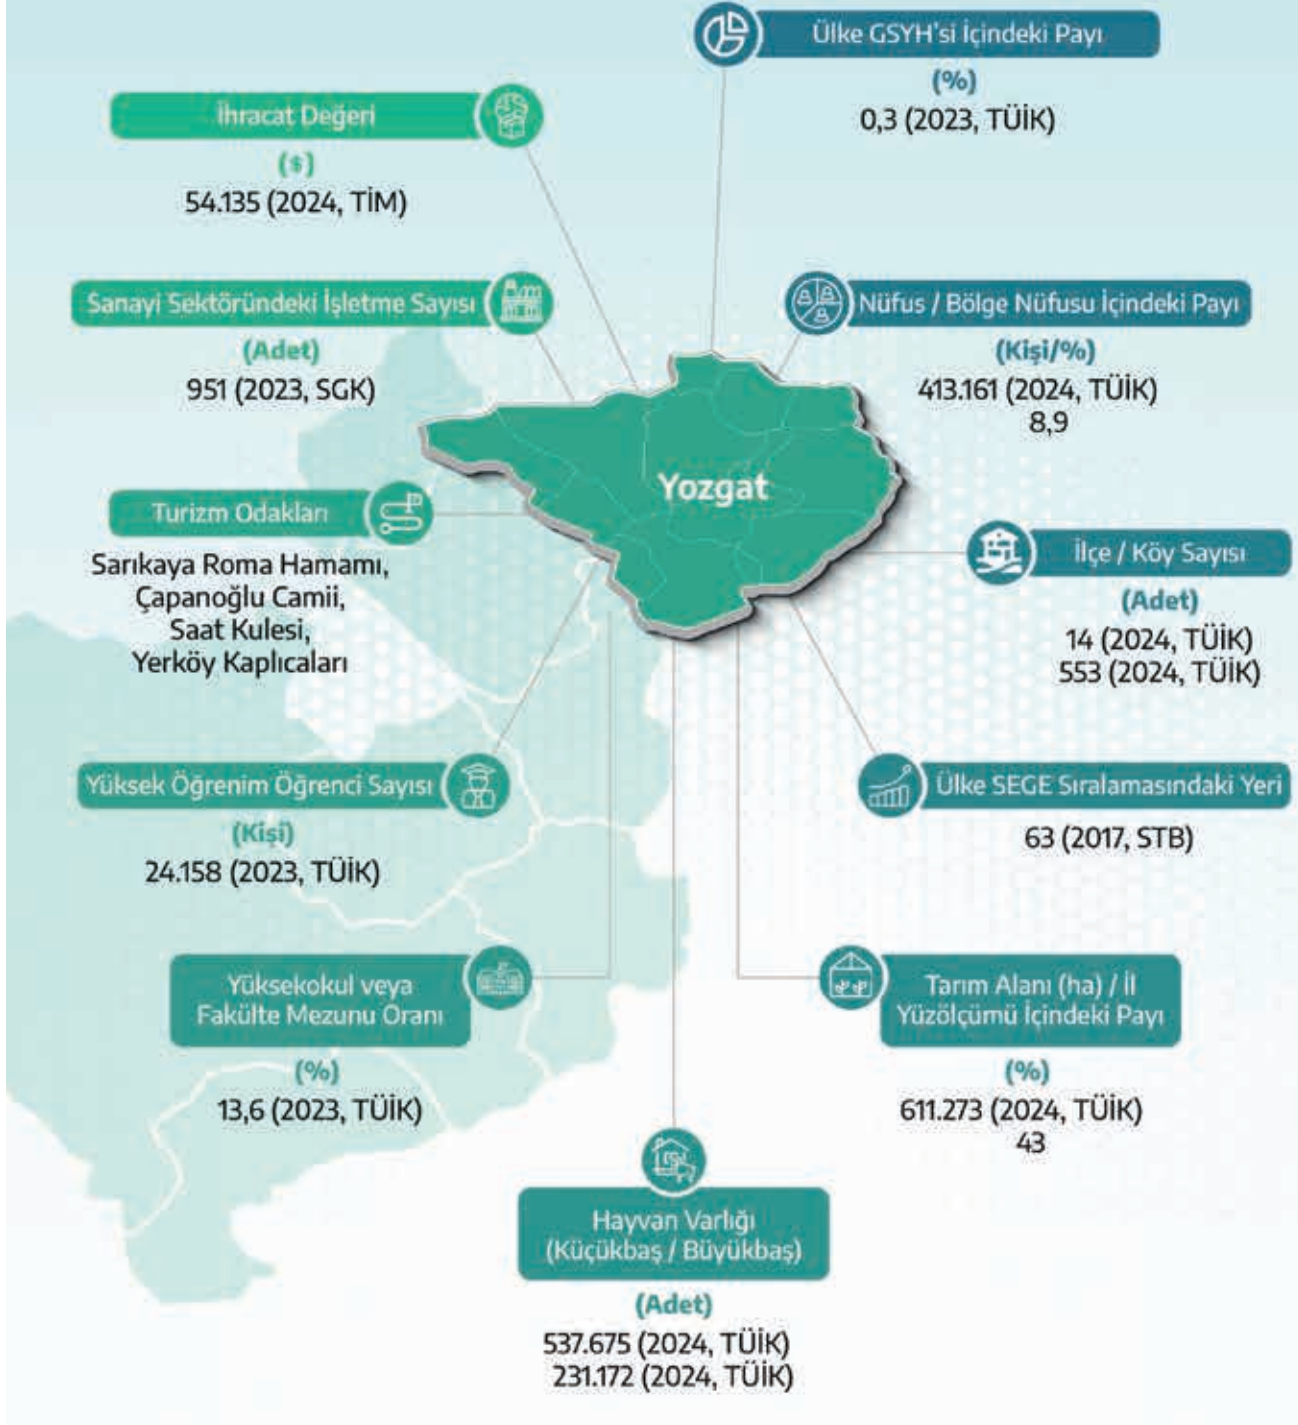 Ülke GSYH'si İçindeki Payı
(%)
0,3 (2023, TÜİK)
İhracat Değeri
($)
54.135 (2024, TİM)
Sanayi Sektöründeki İşletme Sayısı
(Adet)
951 (2023, SGK)
Nüfus / Bölge Nüfusu İçindeki Payı
(Kişi/%)
413.161 (2024, TÜİK)
8,9
Yozgat
Turizm Odakları
Sarıkaya Roma Hamamı,
Çapanoğlu Camii,
Saat Kulesi,
Yerköy Kaplıcaları
İlçe / Köy Sayısı
(Adet)
14 (2024, TÜİK)
553 (2024, TÜİK)
Yüksek Öğrenim Öğrenci Sayısı
(Kişi)
24.158 (2023, TÜİK)
Ülke SEGE Sıralamasındaki Yeri
63 (2017, STB)
Yüksekokul veya
Fakülte Mezunu Oranı
(%)
13,6 (2023, TÜİK)
Tarım Alanı (ha) / İl
Yüzölçümü İçindeki Payı
(%)
611.273 (2024, TÜİK)
43
Hayvan Varlığı
(Küçükbaş / Büyükbaş)
(Adet)
537.675 (2024, TÜİK)
231.172 (2024, TÜİK)